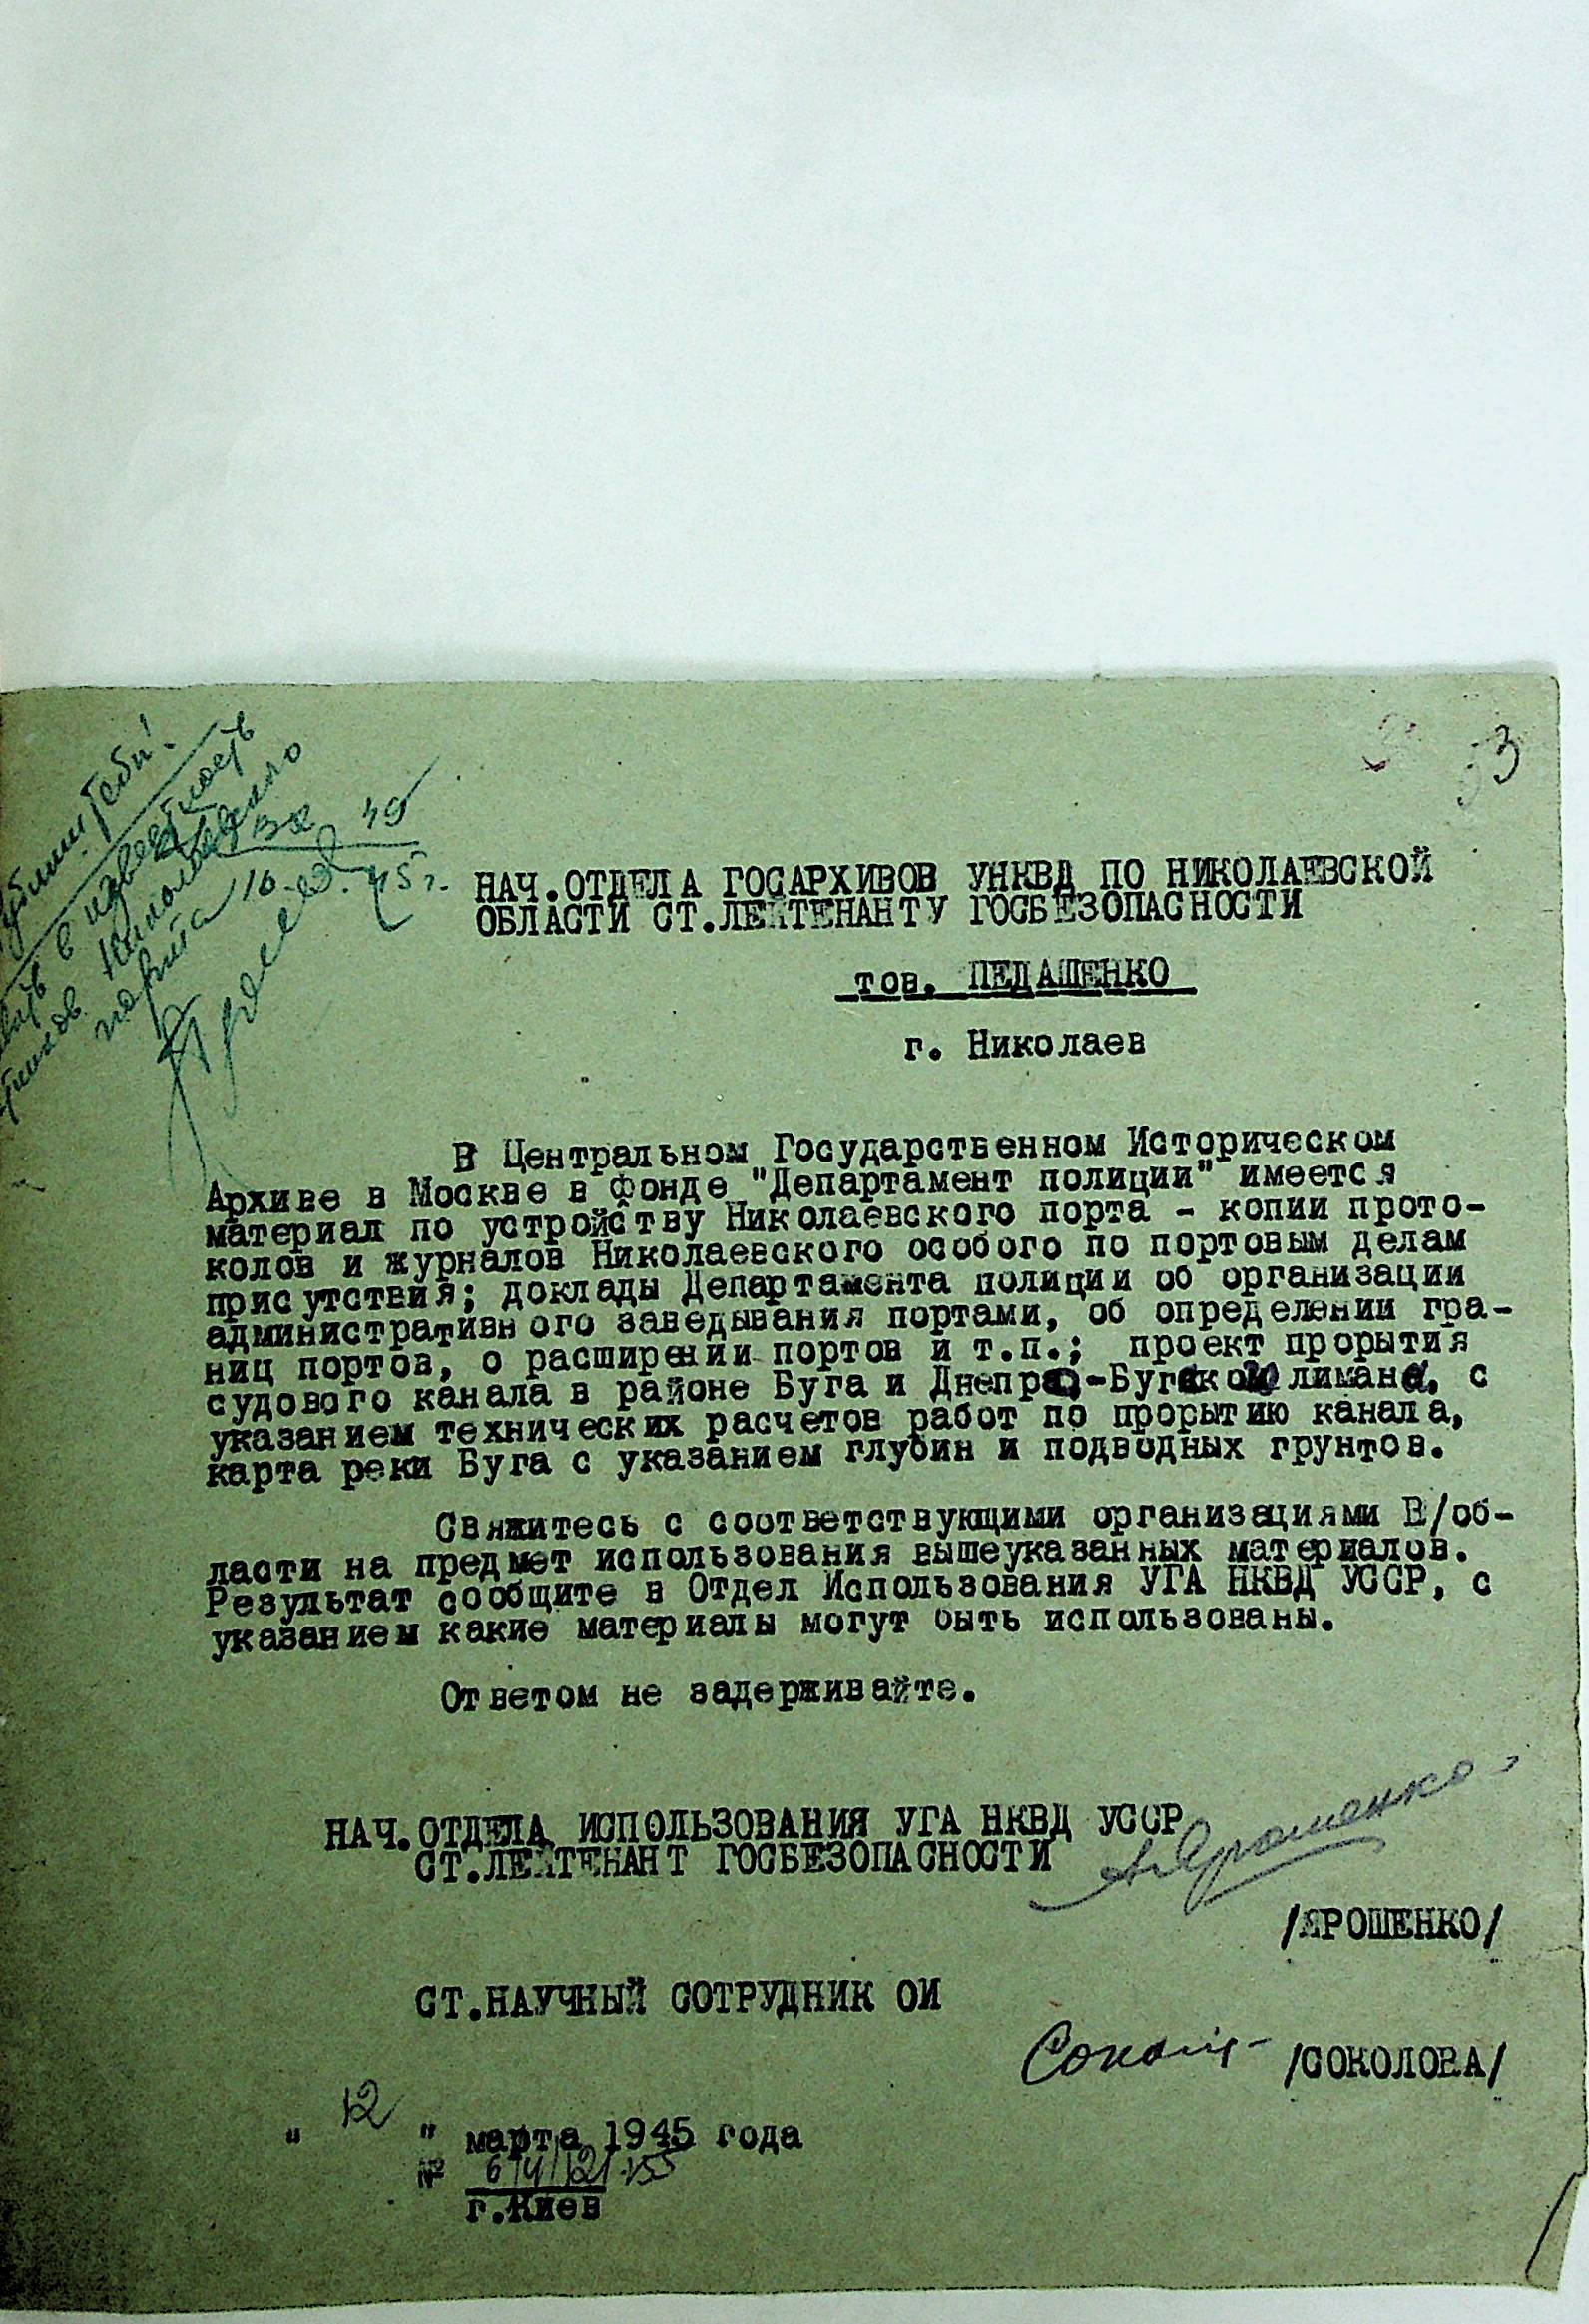 53
в известность
порта
НАЧ.ОТДЕЛА ГОСАРХИВОВ УНКВД ПО НИКОЛАЕВСКОЙ
ОБЛАСТИ СТ.ЛЕЙТЕНАНТУ ГОСБЕЗОПАСНОСТИ
тов. ПЕДАШЕНКО
г. Николаев
В Центральном Государственном Историческом
Архиве в Москве в Фонде "Департамент полиции" имеется
материал по устройству Николаевского порта - копии прото-
колов и журналов Николаевского особого по портовым делам
присутствия; доклады Департамента полиции об организации
административного заведывания портами, об определении гра-
ниц портов, о расширении портов и т.п.; проект прорытия
судового канала в районе Буга и Днепро-Бугском лимана, с
указанием технических расчетов работ по прорытию канала,
карта реки Буга с указанием глубин и подводных грунтов.
Свяжитесь с соответствующими организациями В/об-
ласти на предмет использования вышеуказанных материалов.
Результат сообщите в Отдел Использования УГА НКВД УССР, с
указанием какие материалы могут быть использованы.
Ответом не задерживайте.
НАЧ.ОТДЕЛА ИСПОЛЬЗОВАНИЯ УГА НКВД УССР
СТ.ЛЕЙТЕНАНТ ГОСБЕЗОПАСНОСТИ
А. Ярошенко
/ЯРОШЕНКО/
СТ.НАУЧНЫЙ СОТРУДНИК ОИ
/СОКОЛОВА/
" 12 " марта 1945 года
№
г.Киев